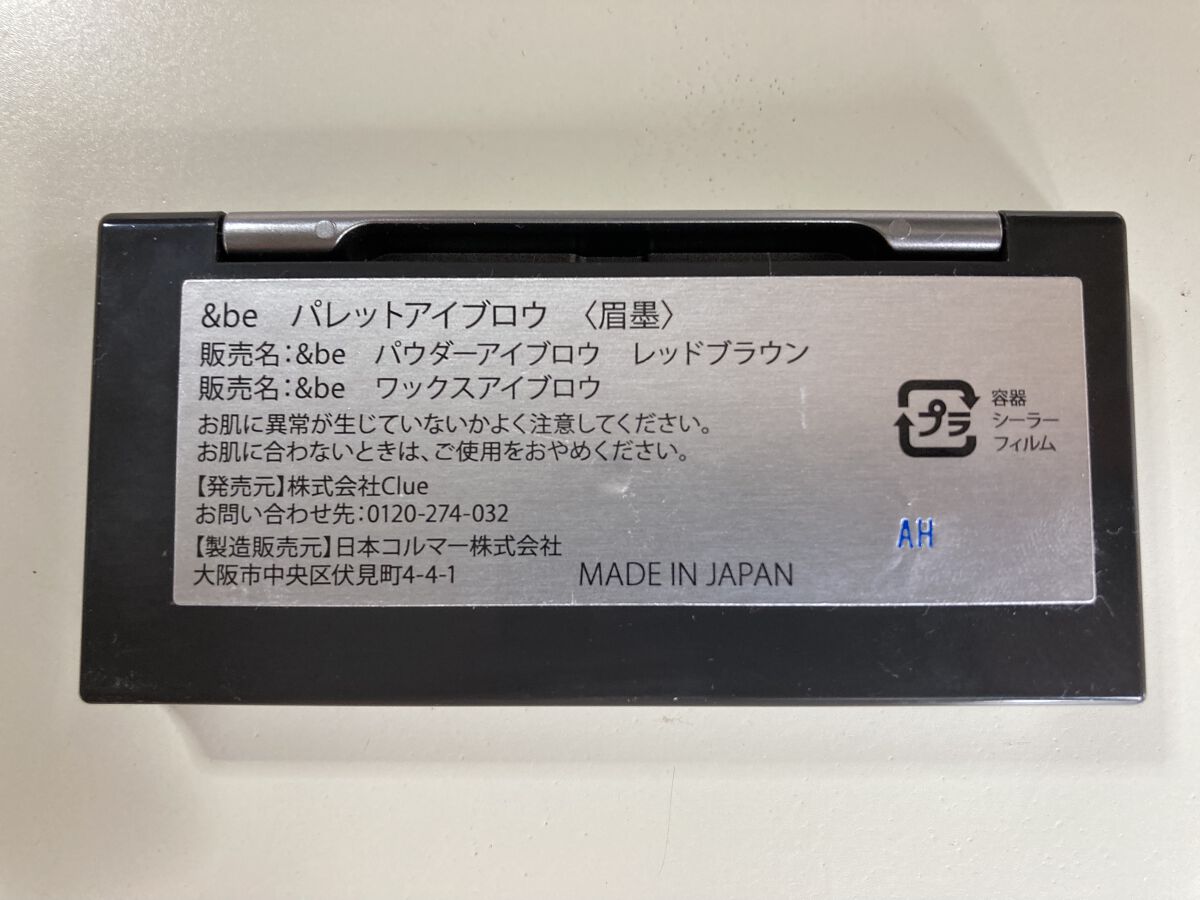 &be パレットアイブロウ 〈眉墨〉
販売名：&be パウダーアイブロウ レッドブラウン
販売名：&be ワックスアイブロウ
お肌に異常が生じていないかよく注意してください。
お肌に合わないときは、ご使用をおやめください。
【発売元】株式会社Clue
お問い合わせ先：0120-274-032
【製造販売元】日本コルマー株式会社
大阪市中央区伏見町4-4-1
MADE IN JAPAN
プラ
容器
シーラー
フィルム
AH